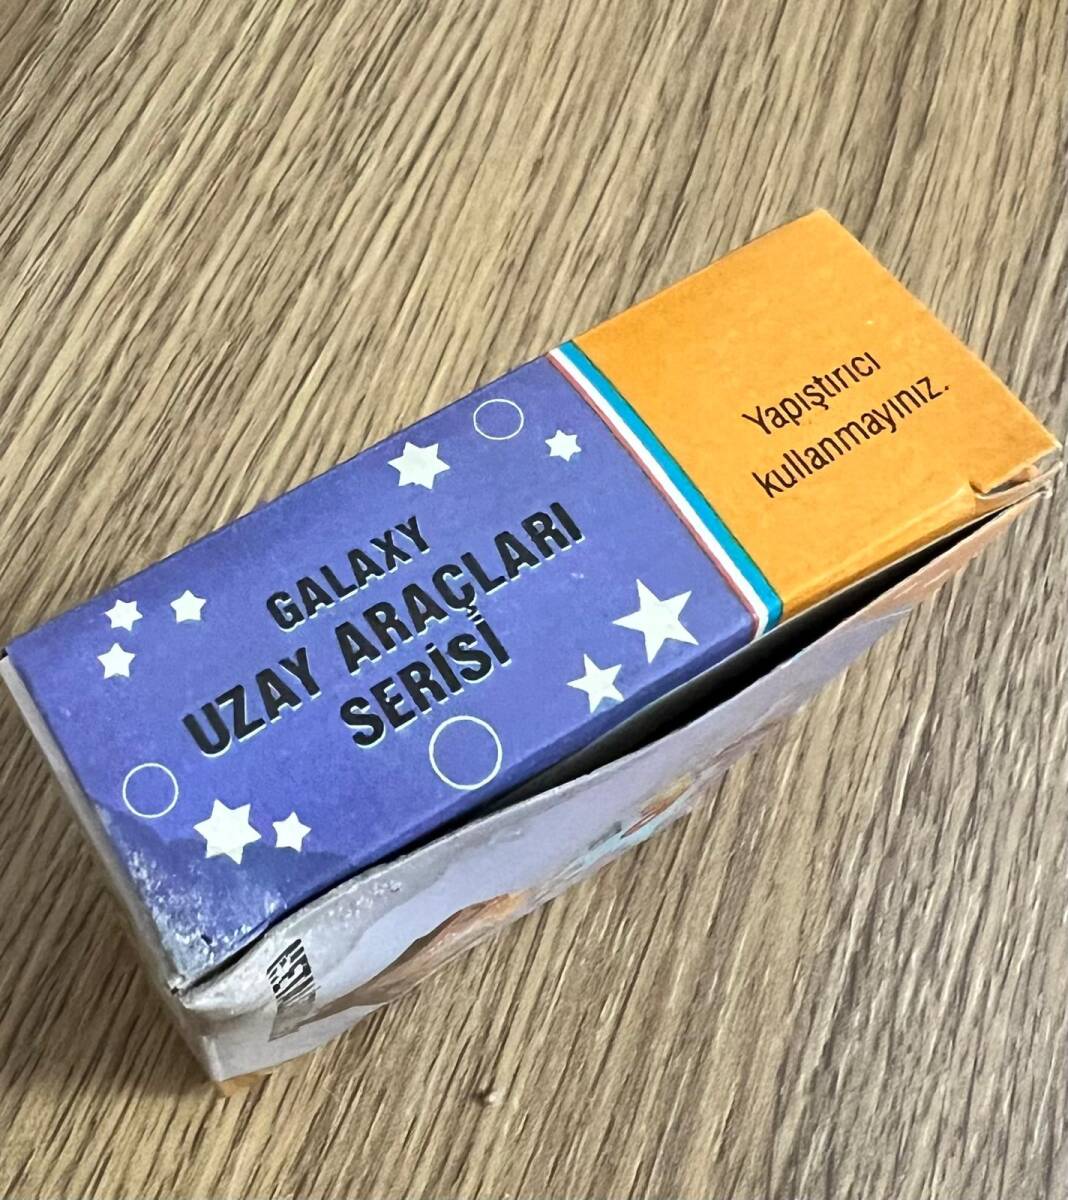 GALAXY
UZAY ARAÇLARI
SERİSİ
Yapıştırıcı
kullanmayınız.